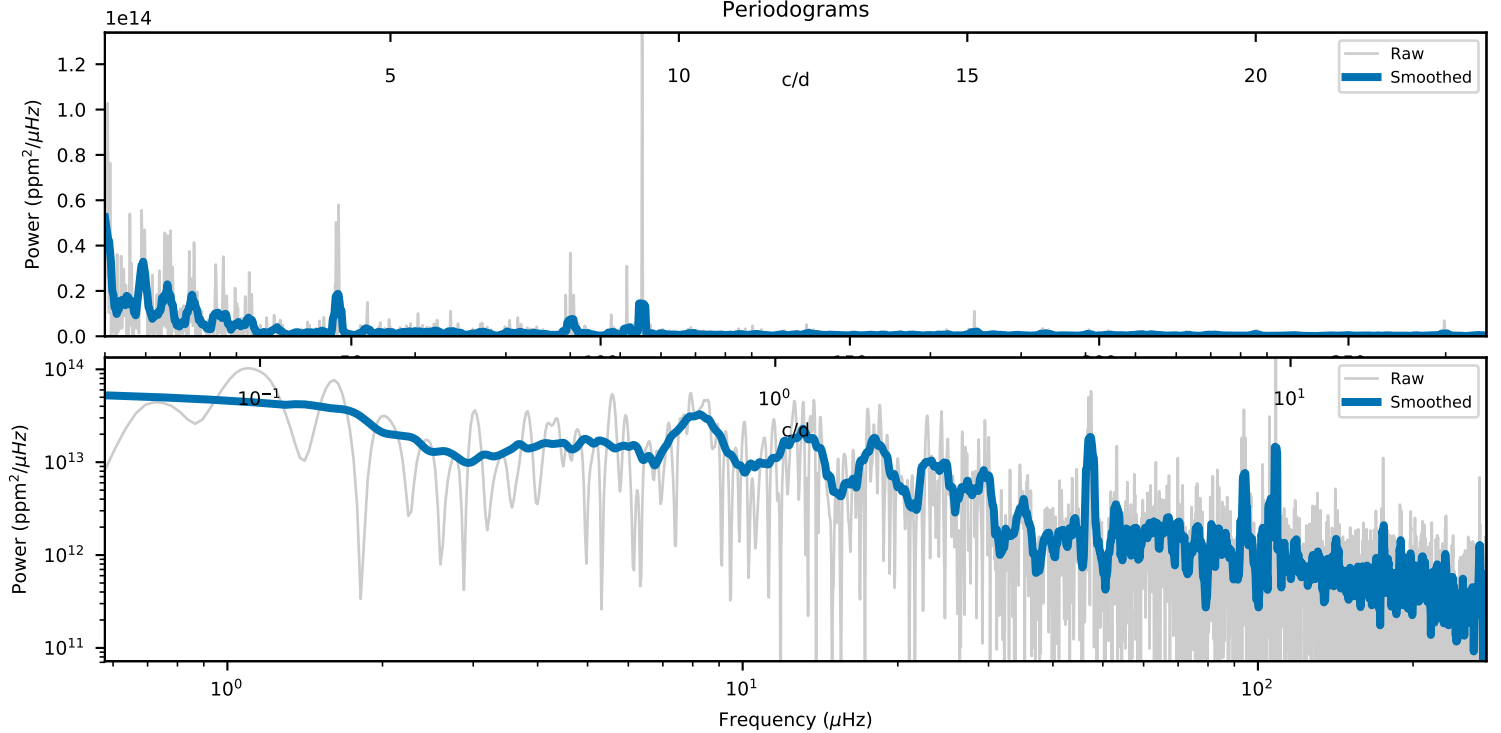 Periodograms
1e14
Power (ppm²/μHz)
1.2
1.0
0.8
0.6
0.4
0.2
0.0
5
10
15
20
c/d
Raw
Smoothed
Power (ppm²/μHz)
10¹⁴
10¹³
10¹²
10¹¹
10⁻¹
10⁰
10¹
c/d
Raw
Smoothed
10⁰
10¹
10²
Frequency (μHz)